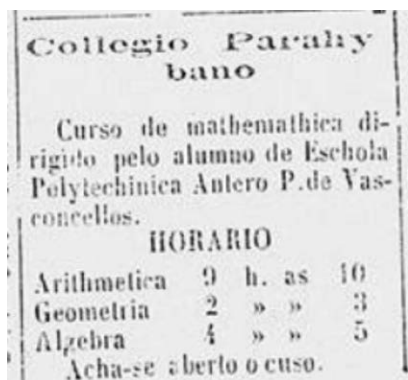 Collegio Parahy
bano
Curso de mathemathica di-
rigido pelo alumno de Eschola
Polytechinica Antero P. de Vas-
concellos.
HORARIO
Arithmetica 9 h. as 10
Geometria 2 » » 3
Algebra 4 » » 5
Acha-se aberto o cuso.